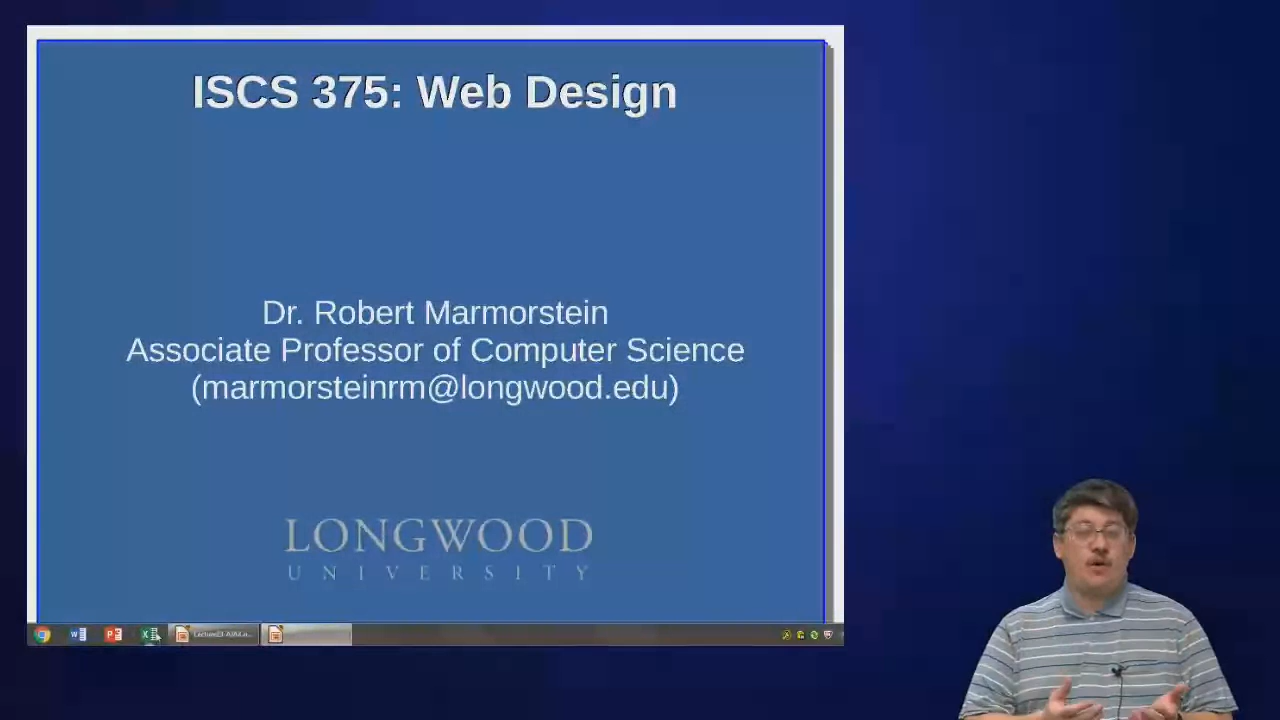 ISCS 375: Web Design
Dr. Robert Marmorstein
Associate Professor of Computer Science
(marmorsteinrm@longwood.edu)
LONGWOOD
UNIVERSITY